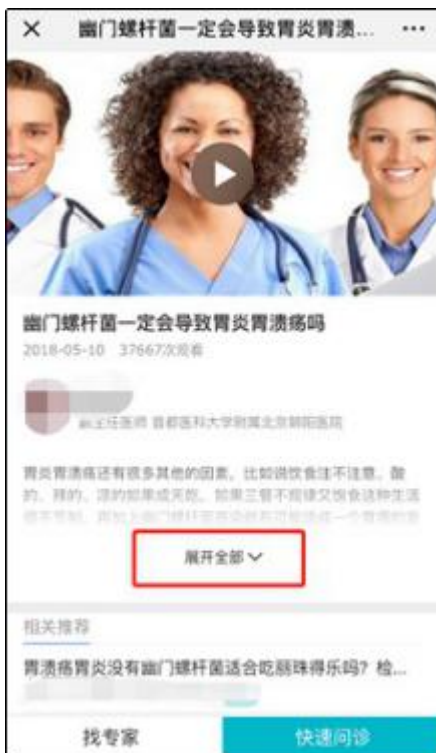 幽门螺杆菌一定会导致胃炎胃溃...
幽门螺杆菌一定会导致胃炎胃溃疡吗
2018-05-10 37667次观看
副主任医师 首都医科大学附属北京朝阳医院
胃炎胃溃疡还有很多其他的因素，比如说饮食注不注意，酸
的、辣的、凉的如果成天吃，如果三餐不规律又饱食这种生活
展开全部
相关推荐
胃溃疡胃炎没有幽门螺杆菌适合吃丽珠得乐吗？检...
找专家
快速问诊